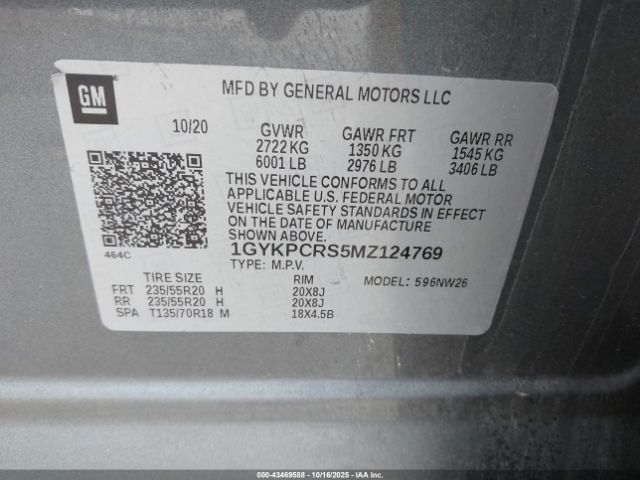 GM
MFD BY GENERAL MOTORS LLC
10/20 GVWR GAWR FRT GAWR RR
2722 KG 1350 KG 1545 KG
6001 LB 2976 LB 3406 LB
THIS VEHICLE CONFORMS TO ALL
APPLICABLE U.S. FEDERAL MOTOR
VEHICLE SAFETY STANDARDS IN EFFECT
ON THE DATE OF MANUFACTURE
SHOWN ABOVE.
464C 1GYKPCRS5MZ124769
TYPE: M.P.V.
TIRE SIZE RIM MODEL: 596NW26
FRT 235/55R20 H 20X8J
RR 235/55R20 H 20X8J
SPA T135/70R18 M 18X4.5B
000-43469588 | 10/16/2025 | IAA, Inc.